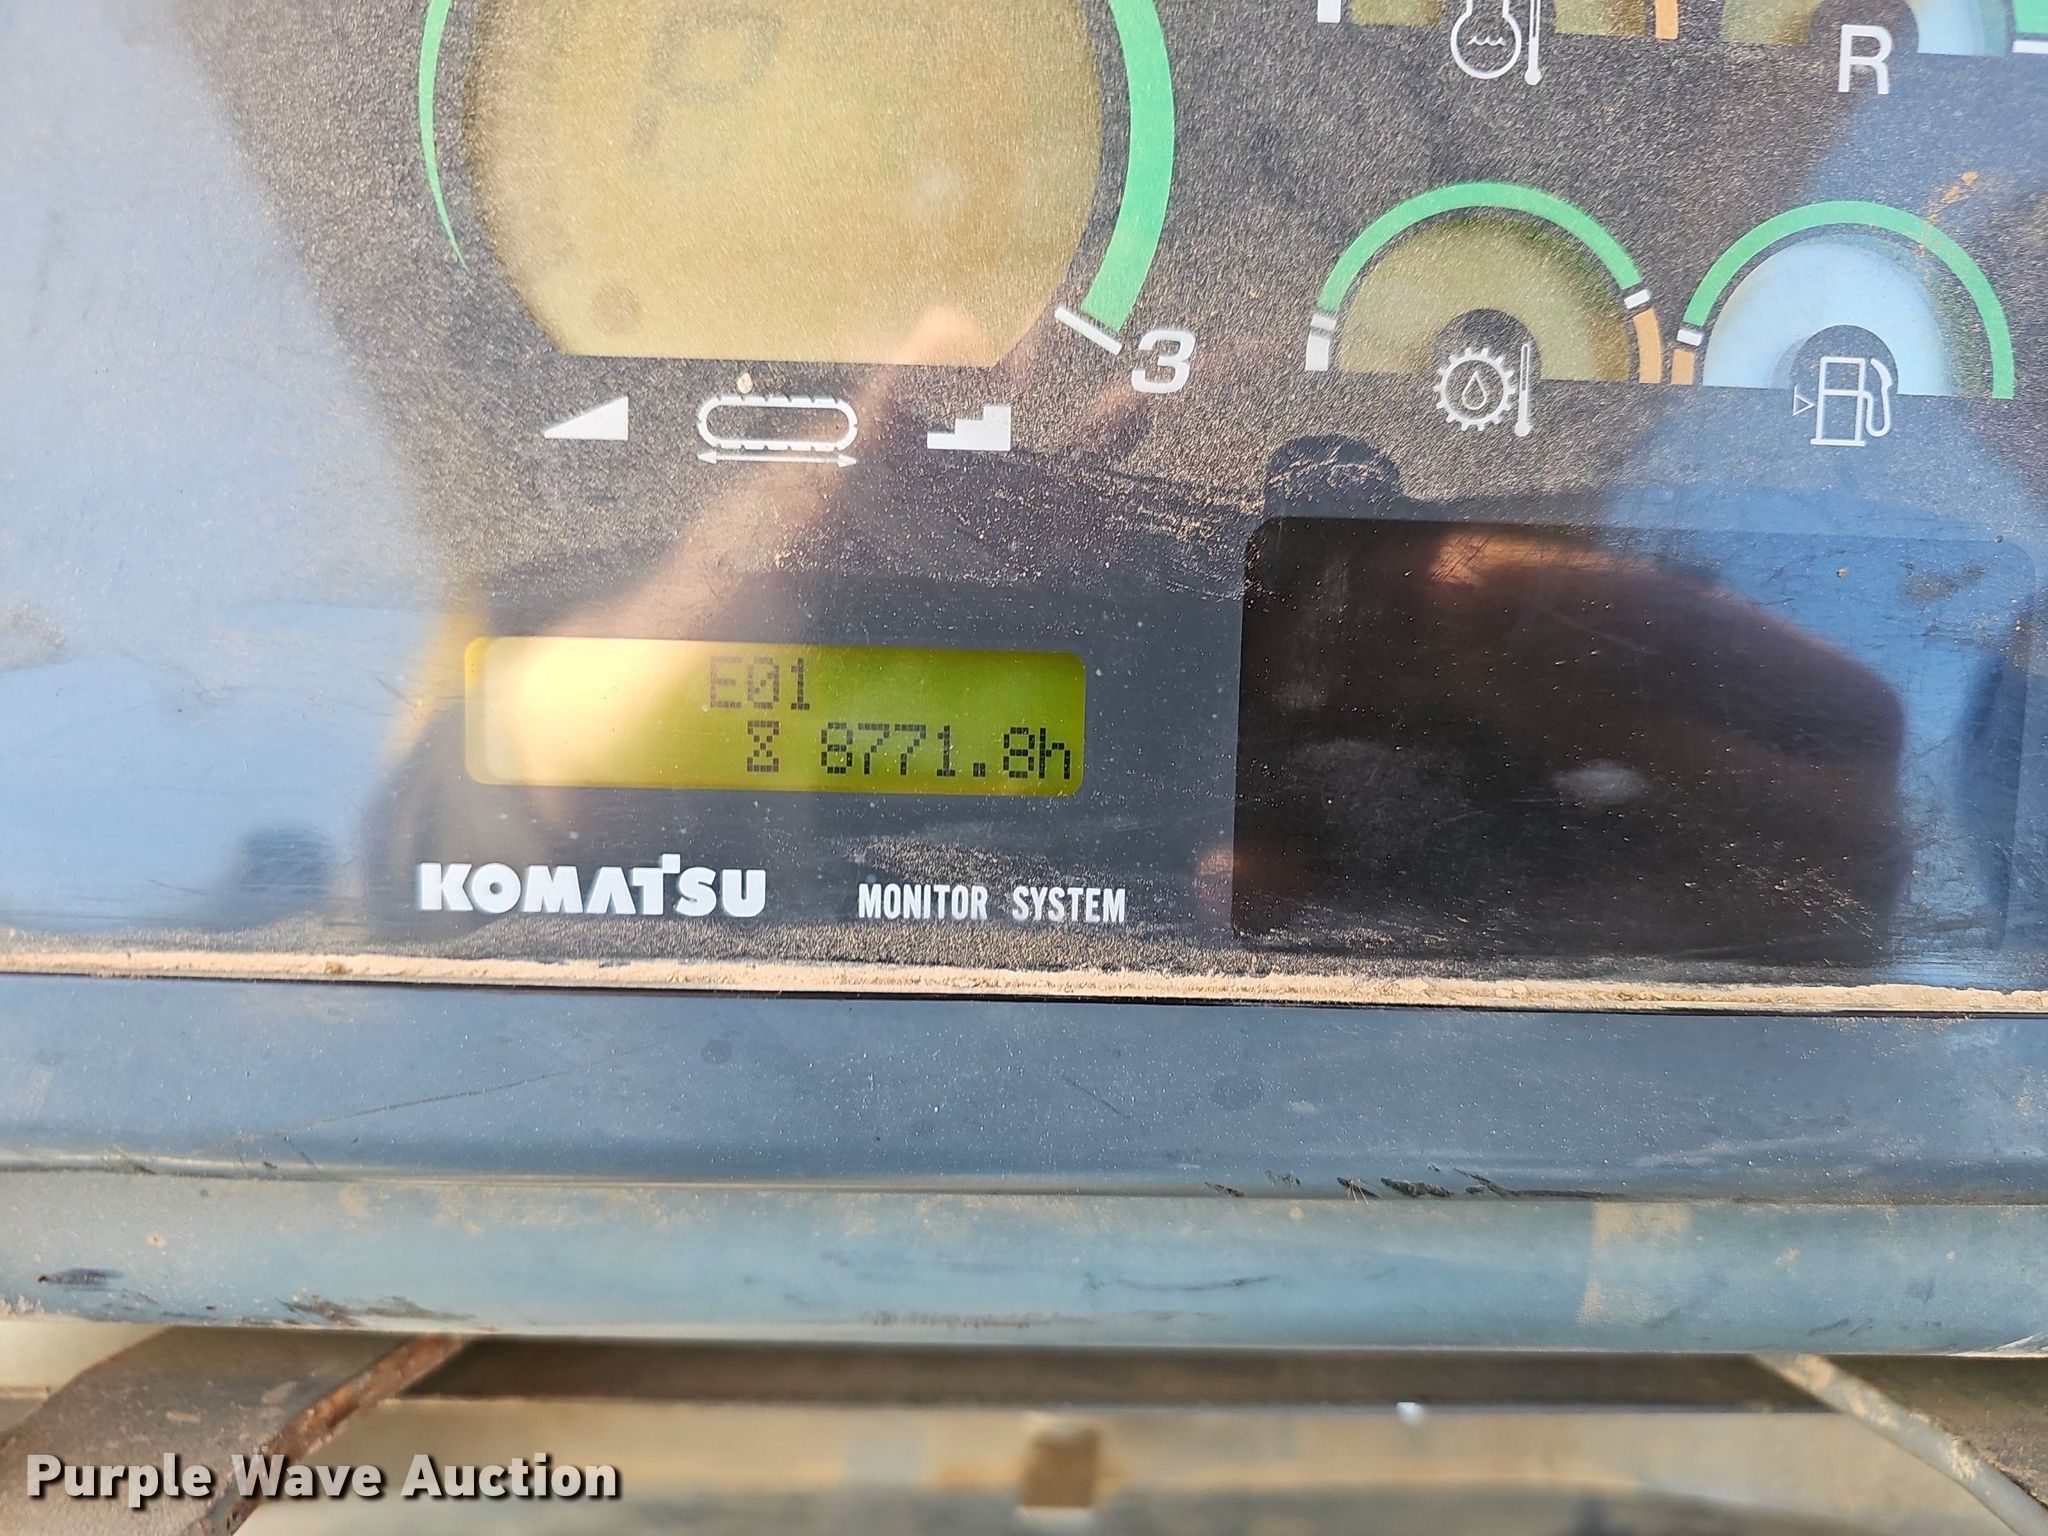 P
R
3
E01
8771.8h
KOMATSU
MONITOR SYSTEM
Purple Wave Auction